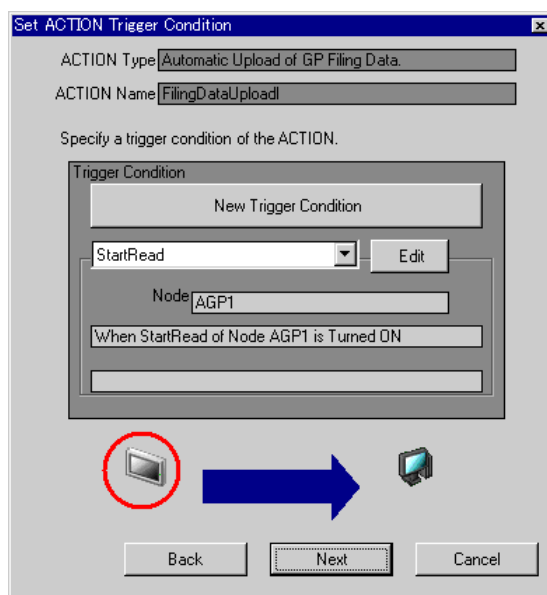 Set ACTION Trigger Condition
ACTION Type Automatic Upload of GP Filing Data.
ACTION Name FilingDataUploadl
Specify a trigger condition of the ACTION.
Trigger Condition
New Trigger Condition
StartRead Edit
Node AGP1
When StartRead of Node AGP1 is Turned ON
Back Next Cancel